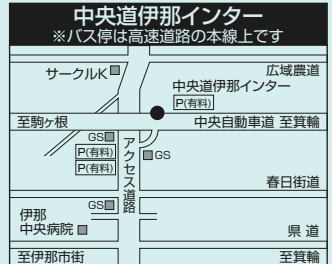 中央道伊那インター
※バス停は高速道路の本線上です
サークルK
広域農道
中央道伊那インター
P(有料)
至駒ヶ根
中央自動車道 至箕輪
GS
P(有料)
P(有料)
アクセス道路
GS
春日街道
GS
伊那
中央病院
県道
至伊那市街
至箕輪